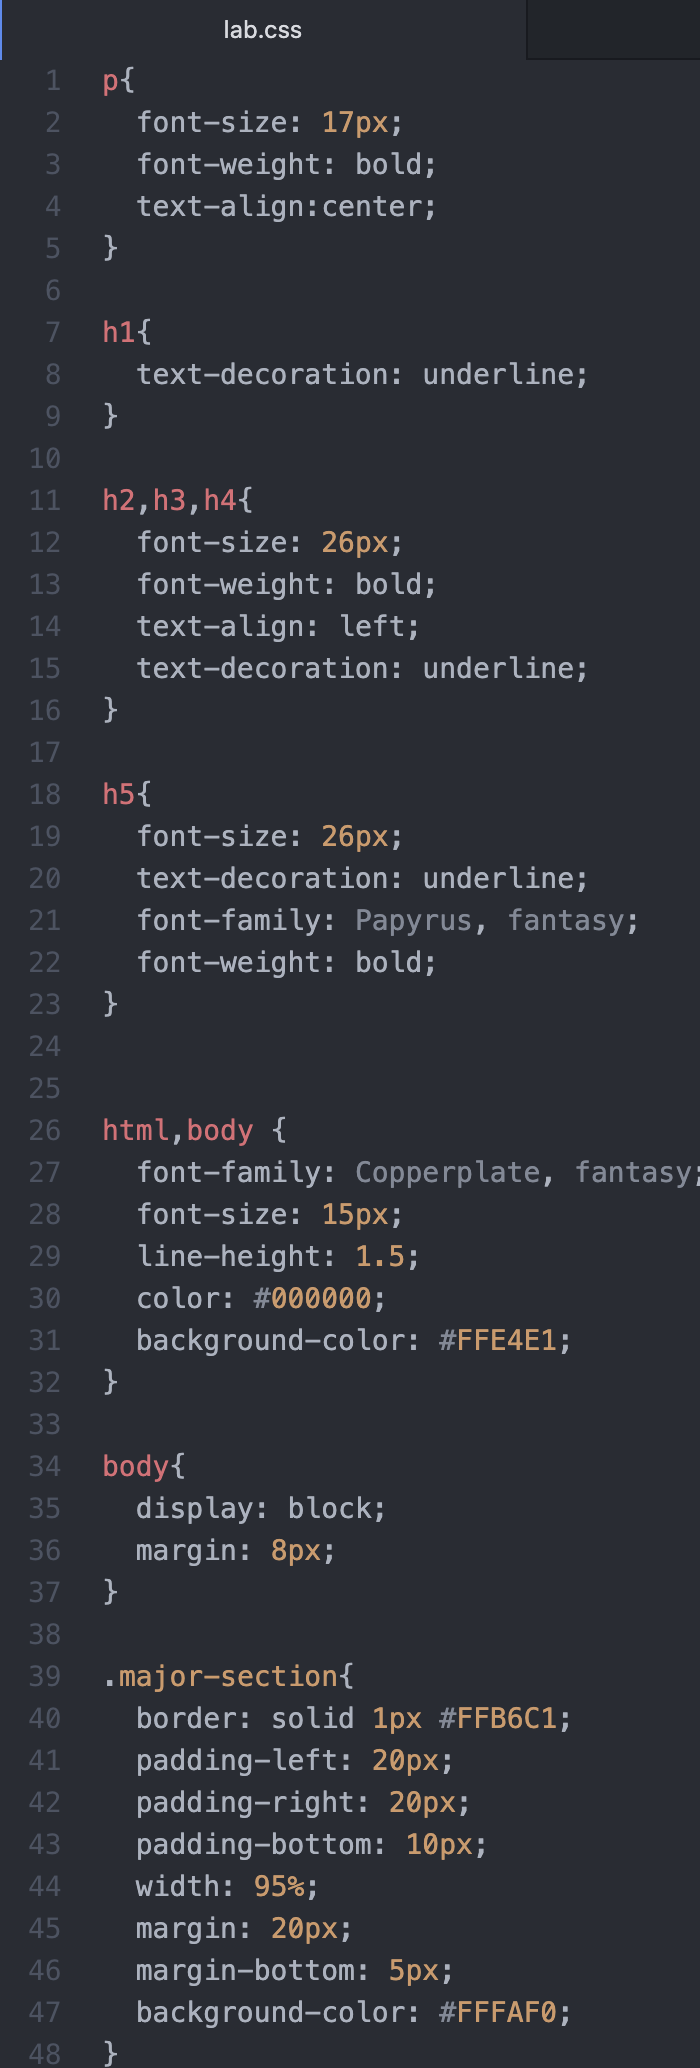 lab.css
1 p{
2   font-size: 17px;
3   font-weight: bold;
4   text-align:center;
5 }
6
7 h1{
8   text-decoration: underline;
9 }
10
11 h2,h3,h4{
12   font-size: 26px;
13   font-weight: bold;
14   text-align: left;
15   text-decoration: underline;
16 }
17
18 h5{
19   font-size: 26px;
20   text-decoration: underline;
21   font-family: Papyrus, fantasy;
22   font-weight: bold;
23 }
24
25
26 html,body {
27   font-family: Copperplate, fantasy;
28   font-size: 15px;
29   line-height: 1.5;
30   color: #000000;
31   background-color: #FFE4E1;
32 }
33
34 body{
35   display: block;
36   margin: 8px;
37 }
38
39 .major-section{
40   border: solid 1px #FFB6C1;
41   padding-left: 20px;
42   padding-right: 20px;
43   padding-bottom: 10px;
44   width: 95%;
45   margin: 20px;
46   margin-bottom: 5px;
47   background-color: #FFFAF0;
48 }